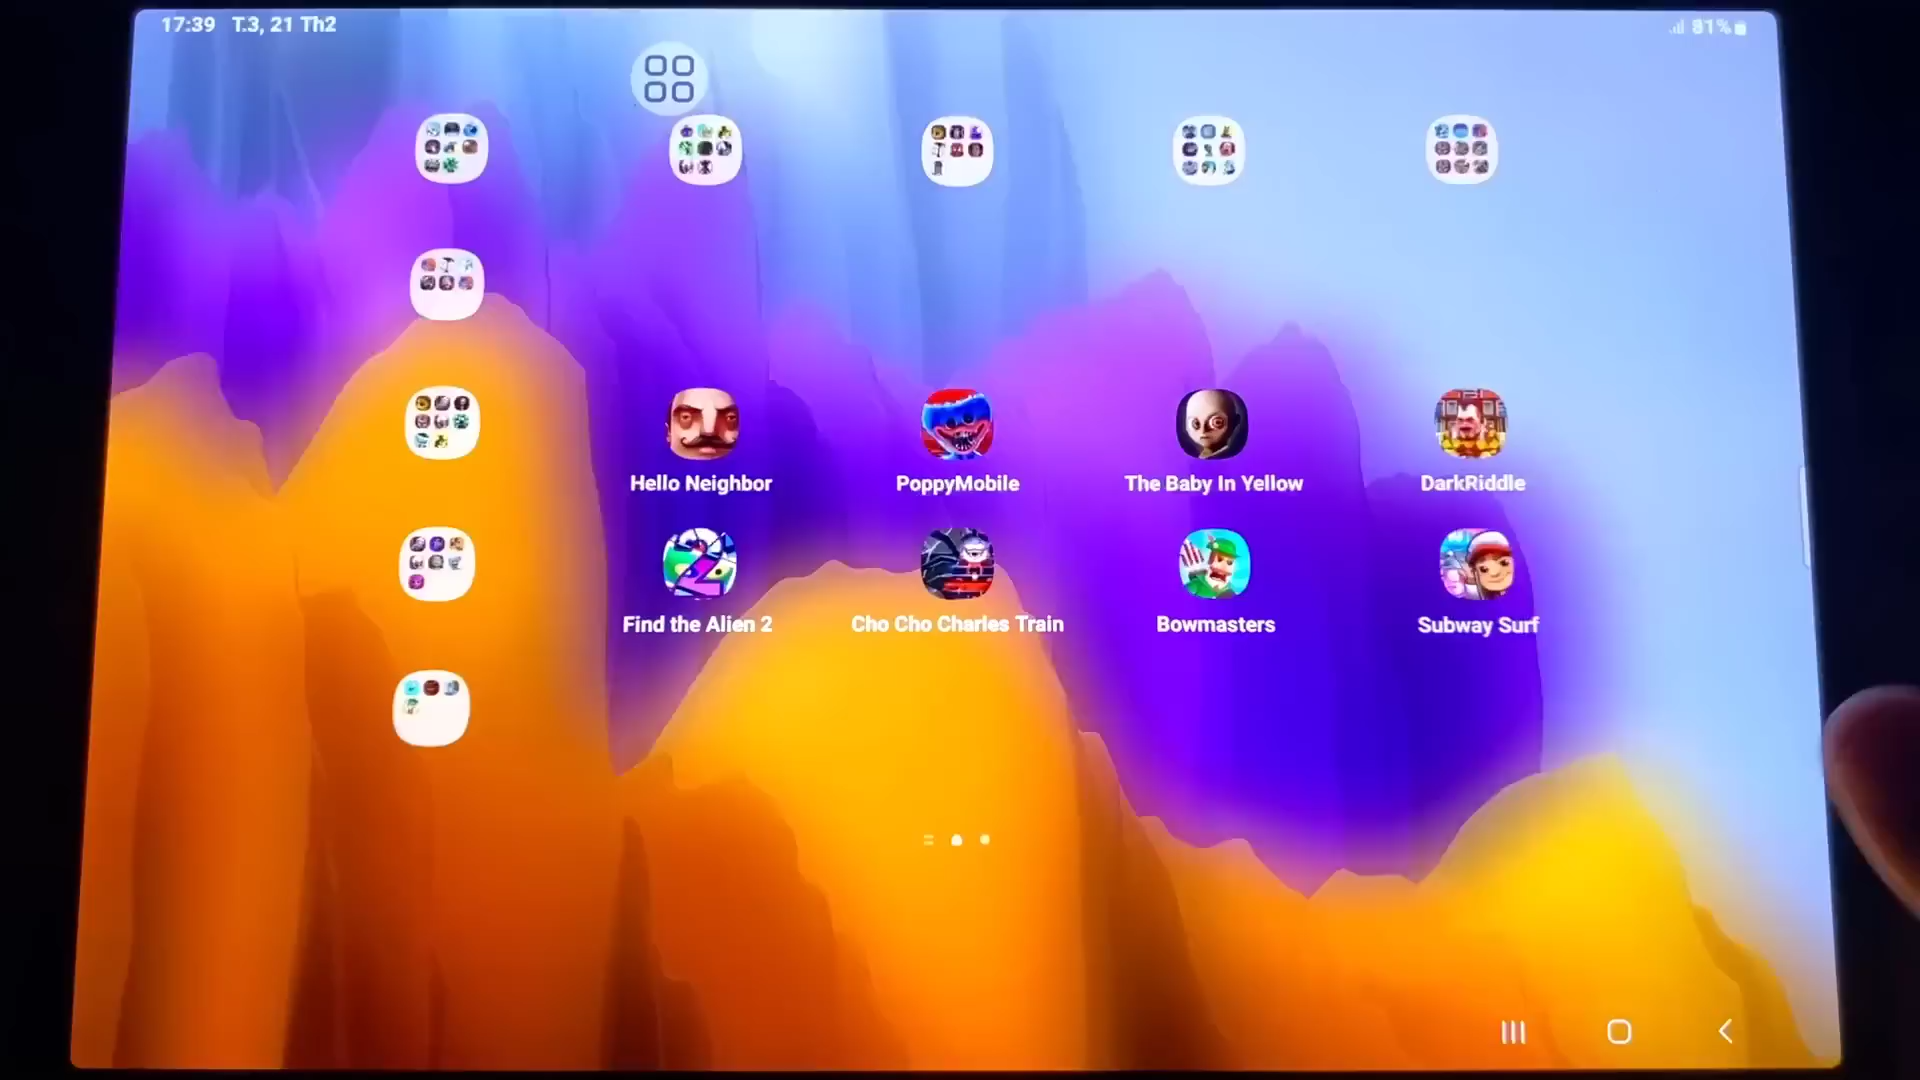 17:39 T.3, 21 Th2
81%
Hello Neighbor
PoppyMobile
The Baby In Yellow
DarkRiddle
Find the Alien 2
Cho Cho Charles Train
Bowmasters
Subway Surf